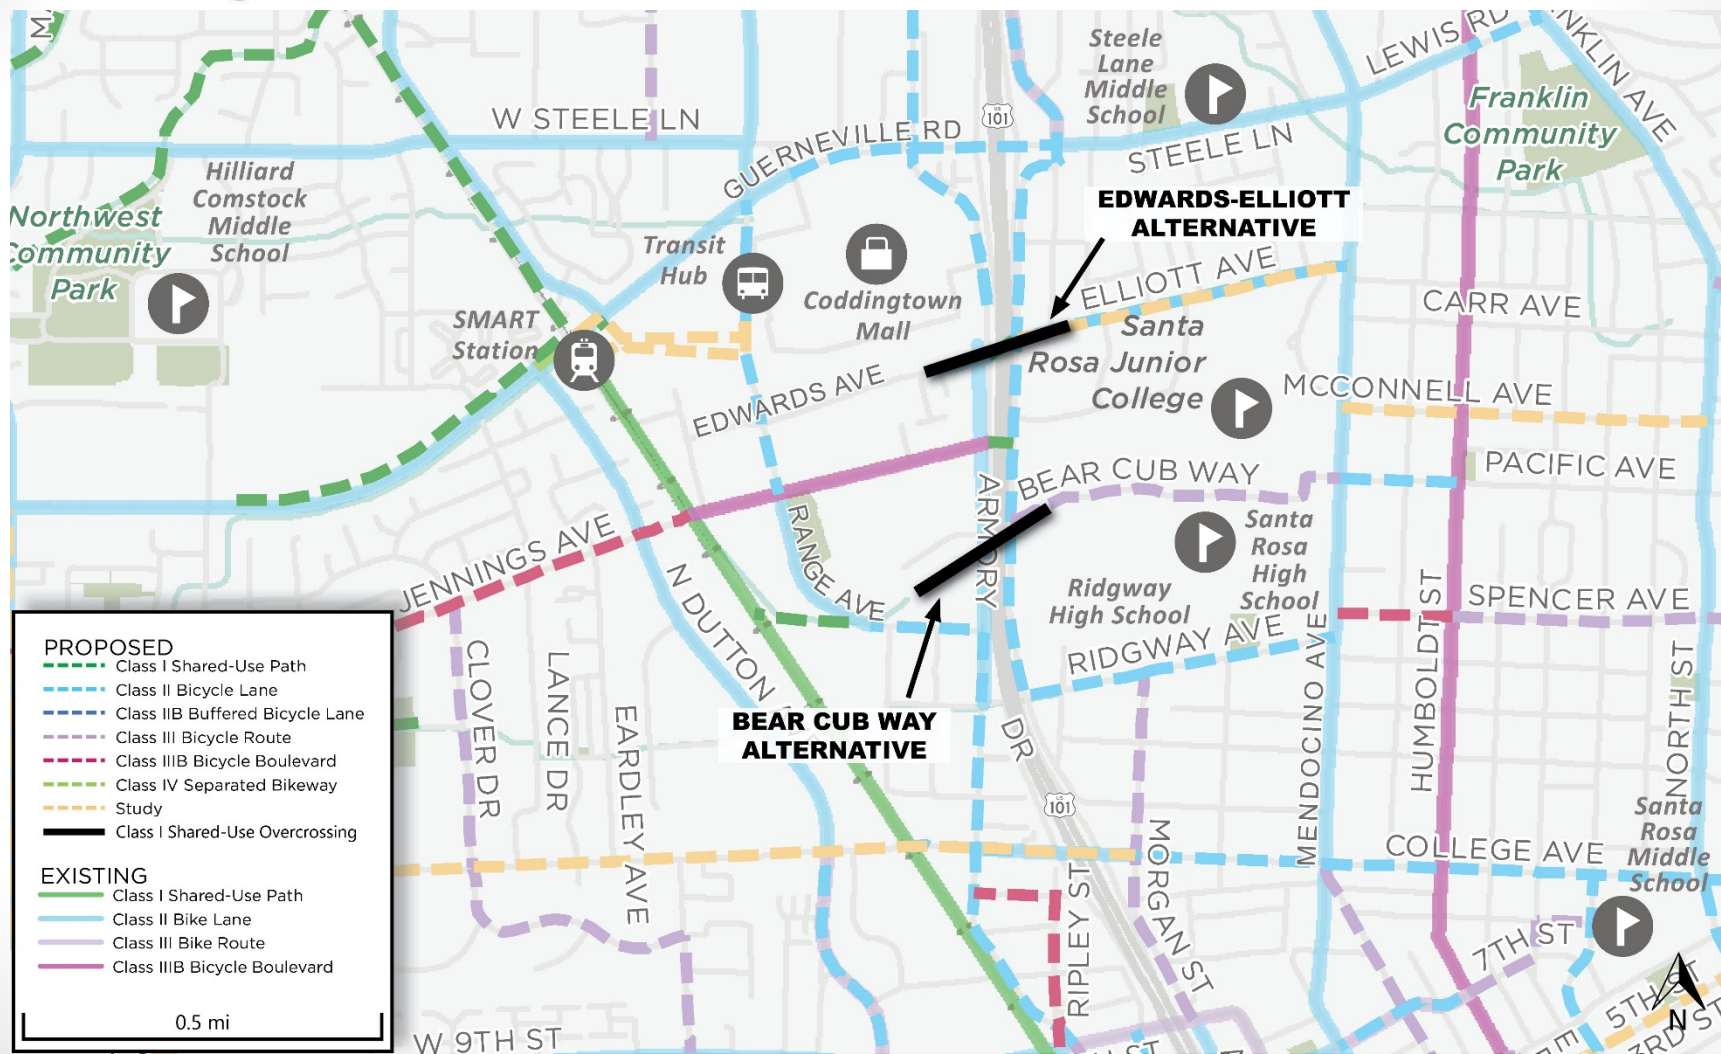 W STEELE LN
GUERNEVILLE RD
US
101
Steele
Lane
Middle
School
STEELE LN
LEWIS RD
FRANKLIN AVE
Franklin
Community
Park
Hilliard
Comstock
Middle
School
Northwest
Community
Park
Transit
Hub
Coddingtown
Mall
SMART
Station
EDWARDS-ELLIOTT
ALTERNATIVE
ELLIOTT AVE
Santa
Rosa Junior
College
CARR AVE
MCCONNELL AVE
EDWARDS AVE
BEAR CUB WAY
PACIFIC AVE
JENNINGS AVE
RANGE AVE
ARMORY
DR
N DUTTON
Ridgway
High School
Santa
Rosa
High
School
SPENCER AVE
RIDGWAY AVE
HUMBOLDT ST
MENDOCINO AVE
NORTH ST
BEAR CUB WAY
ALTERNATIVE
CLOVER DR
LANCE DR
EARDLEY AVE
US
101
COLLEGE AVE
RIPLEY ST
MORGAN ST
Santa
Rosa
Middle
School
7TH ST
5TH ST
3RD ST
W 9TH ST
N
PROPOSED
Class I Shared-Use Path
Class II Bicycle Lane
Class IIB Buffered Bicycle Lane
Class III Bicycle Route
Class IIIB Bicycle Boulevard
Class IV Separated Bikeway
Study
Class I Shared-Use Overcrossing
EXISTING
Class I Shared-Use Path
Class II Bike Lane
Class III Bike Route
Class IIIB Bicycle Boulevard
0.5 mi